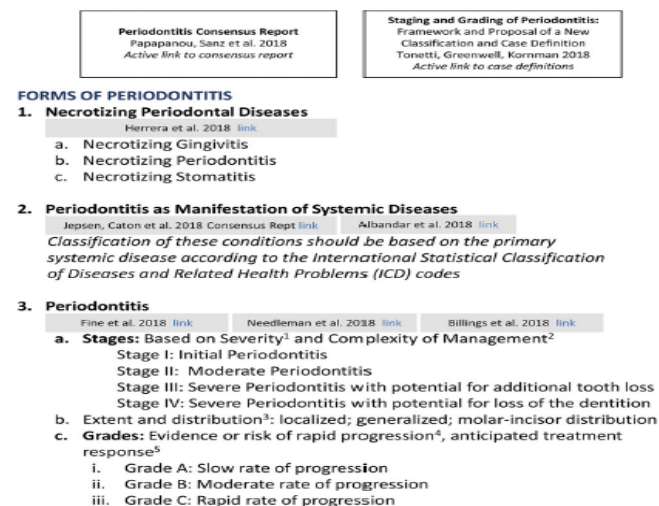 Periodontitis Consensus Report
Papapanou, Sanz et al. 2018
Active link to consensus report
Staging and Grading of Periodontitis:
Framework and Proposal of a New
Classification and Case Definition
Tonetti, Greenwell, Kornman 2018
Active link to case definitions
FORMS OF PERIODONTITIS
1. Necrotizing Periodontal Diseases
Herrera et al. 2018 link
a. Necrotizing Gingivitis
b. Necrotizing Periodontitis
c. Necrotizing Stomatitis
2. Periodontitis as Manifestation of Systemic Diseases
Jepsen, Caton et al. 2018 Consensus Rept link Albandar et al. 2018 link
Classification of these conditions should be based on the primary
systemic disease according to the International Statistical Classification
of Diseases and Related Health Problems (ICD) codes
3. Periodontitis
Fine et al. 2018 link Needleman et al. 2018 link Billings et al. 2018 link
a. Stages: Based on Severity¹ and Complexity of Management²
Stage I: Initial Periodontitis
Stage II: Moderate Periodontitis
Stage III: Severe Periodontitis with potential for additional tooth loss
Stage IV: Severe Periodontitis with potential for loss of the dentition
b. Extent and distribution³: localized; generalized; molar-incisor distribution
c. Grades: Evidence or risk of rapid progression⁴, anticipated treatment
response⁵
i. Grade A: Slow rate of progression
ii. Grade B: Moderate rate of progression
iii. Grade C: Rapid rate of progression